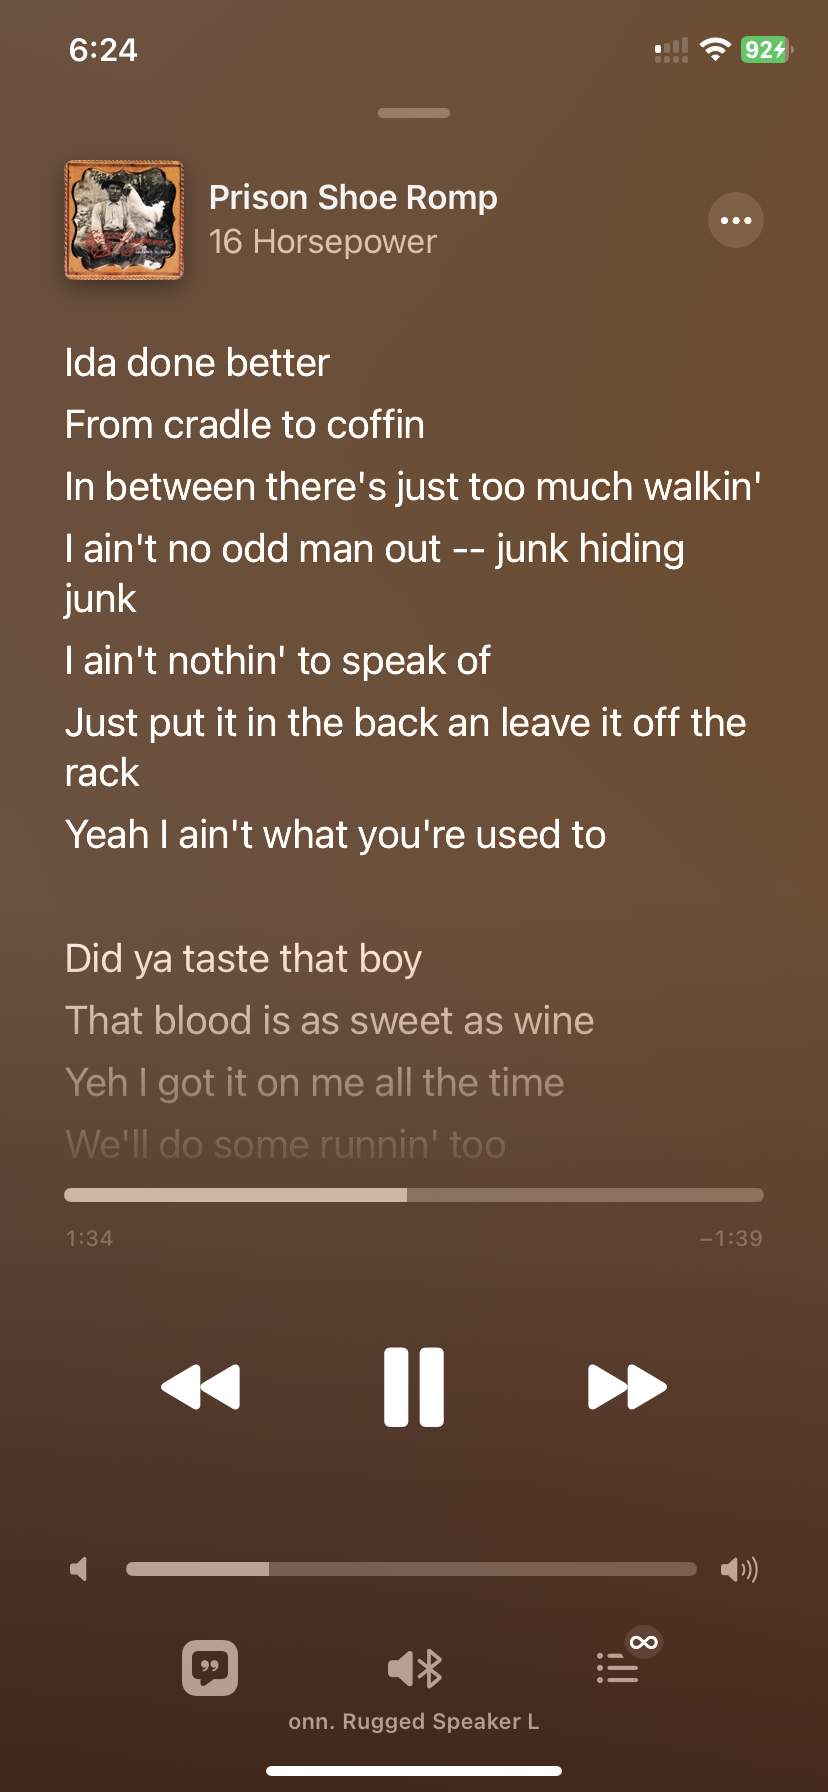 6:24
92
Prison Shoe Romp
16 Horsepower
Ida done better
From cradle to coffin
In between there's just too much walkin'
I ain't no odd man out -- junk hiding
junk
I ain't nothin' to speak of
Just put it in the back an leave it off the
rack
Yeah I ain't what you're used to
Did ya taste that boy
That blood is as sweet as wine
Yeh I got it on me all the time
We'll do some runnin' too
1:34
–1:39
onn. Rugged Speaker L